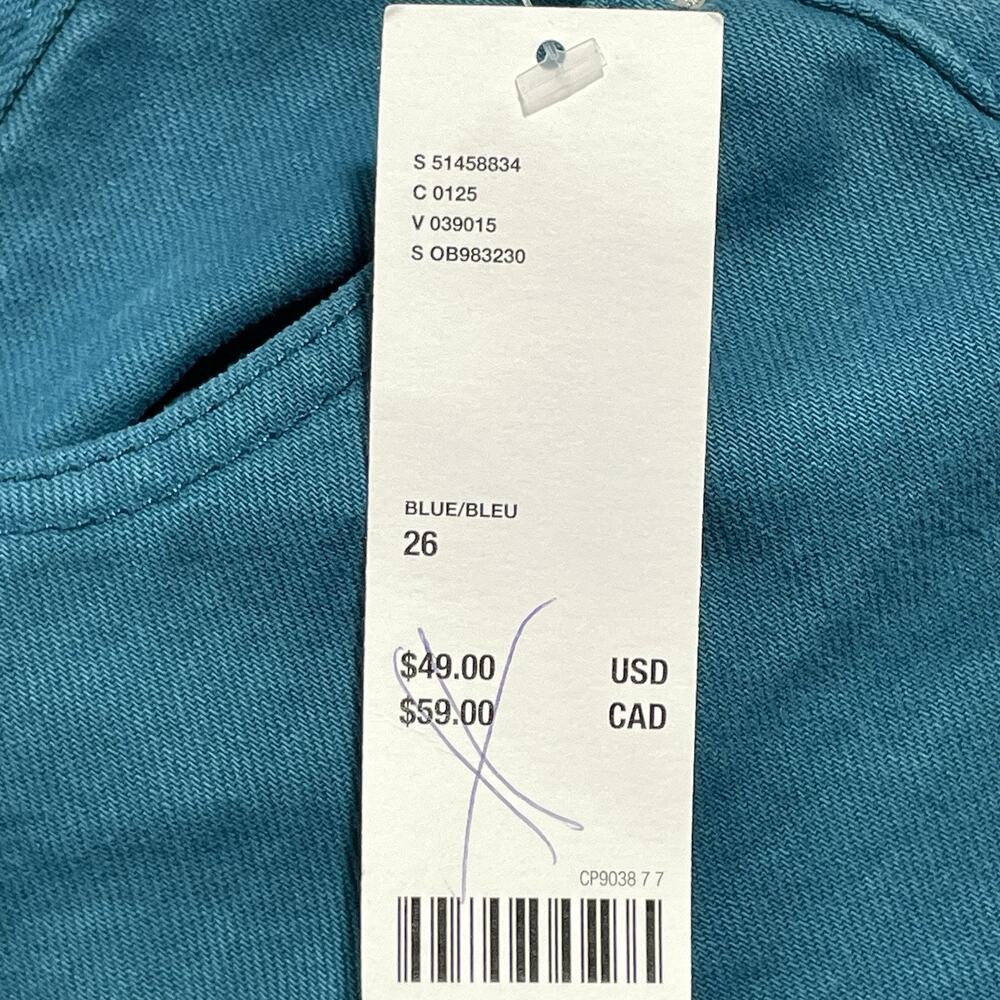 S 51458834
C 0125
V 039015
S OB983230
BLUE/BLEU
26
$49.00 USD
$59.00 CAD
CP9038 7 7